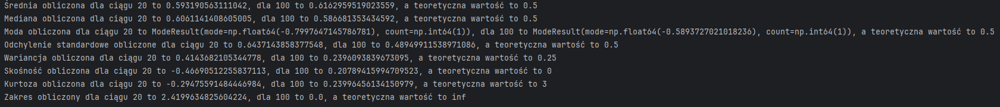 Średnia obliczona dla ciągu 20 to 0.593190563111042, dla 100 to 0.6162959519023559, a teoretyczna wartość to 0.5
Mediana obliczona dla ciągu 20 to 0.6061141408605005, dla 100 to 0.586681353434592, a teoretyczna wartość to 0.5
Moda obliczona dla ciągu 20 to ModeResult(mode=np.float64(-0.7997647145786781), count=np.int64(1)), dla 100 to ModeResult(mode=np.float64(-0.5893727021018236), count=np.int64(1)), a teoretyczna wartość to 0.5
Odchylenie standardowe obliczone dla ciągu 20 to 0.6437143858377548, dla 100 to 0.48949911538971086, a teoretyczna wartość to 0.5
Wariancja obliczona dla ciągu 20 to 0.4143682105344778, dla 100 to 0.2396093839673095, a teoretyczna wartość to 0.25
Skośność obliczona dla ciągu 20 to -0.46690512255837113, dla 100 to 0.20789415994709523, a teoretyczna wartość to 0
Kurtoza obliczona dla ciągu 20 to -0.29475591484446984, dla 100 to 0.23996456134150979, a teoretyczna wartość to 3
Zakres obliczony dla ciągu 20 to 2.4199634825604224, dla 100 to 0.0, a teoretyczna wartość to inf